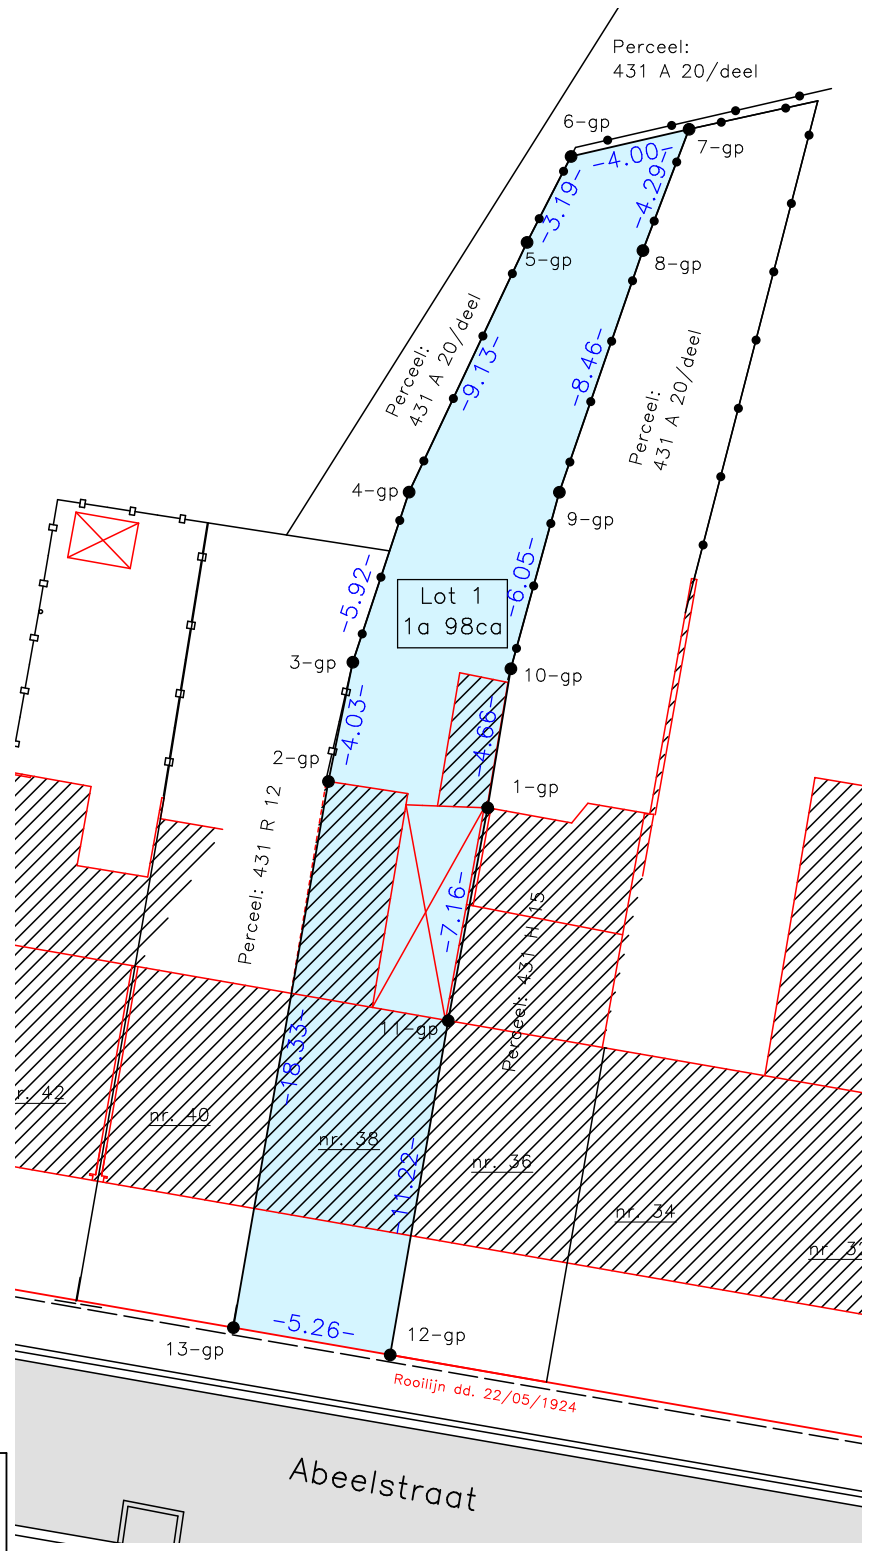 Perceel:
431 A 20/deel
6-gp
7-gp
-4.00-
-3.19-
-4.29-
5-gp
8-gp
Perceel:
431 A 20/deel
-9.13-
-8.46-
Perceel:
431 A 20/deel
4-gp
9-gp
-5.92-
-6.05-
Lot 1
1a 98ca
3-gp
10-gp
-4.03-
-4.66-
2-gp
1-gp
Perceel: 431 R 12
-7.16-
Perceel: 431 H 15
11-gp
-18.33-
nr. 40
nr. 38
-11.22-
nr. 36
nr. 34
r. 42
nr. 3
-5.26-
13-gp
12-gp
Rooilijn dd. 22/05/1924
Abeelstraat